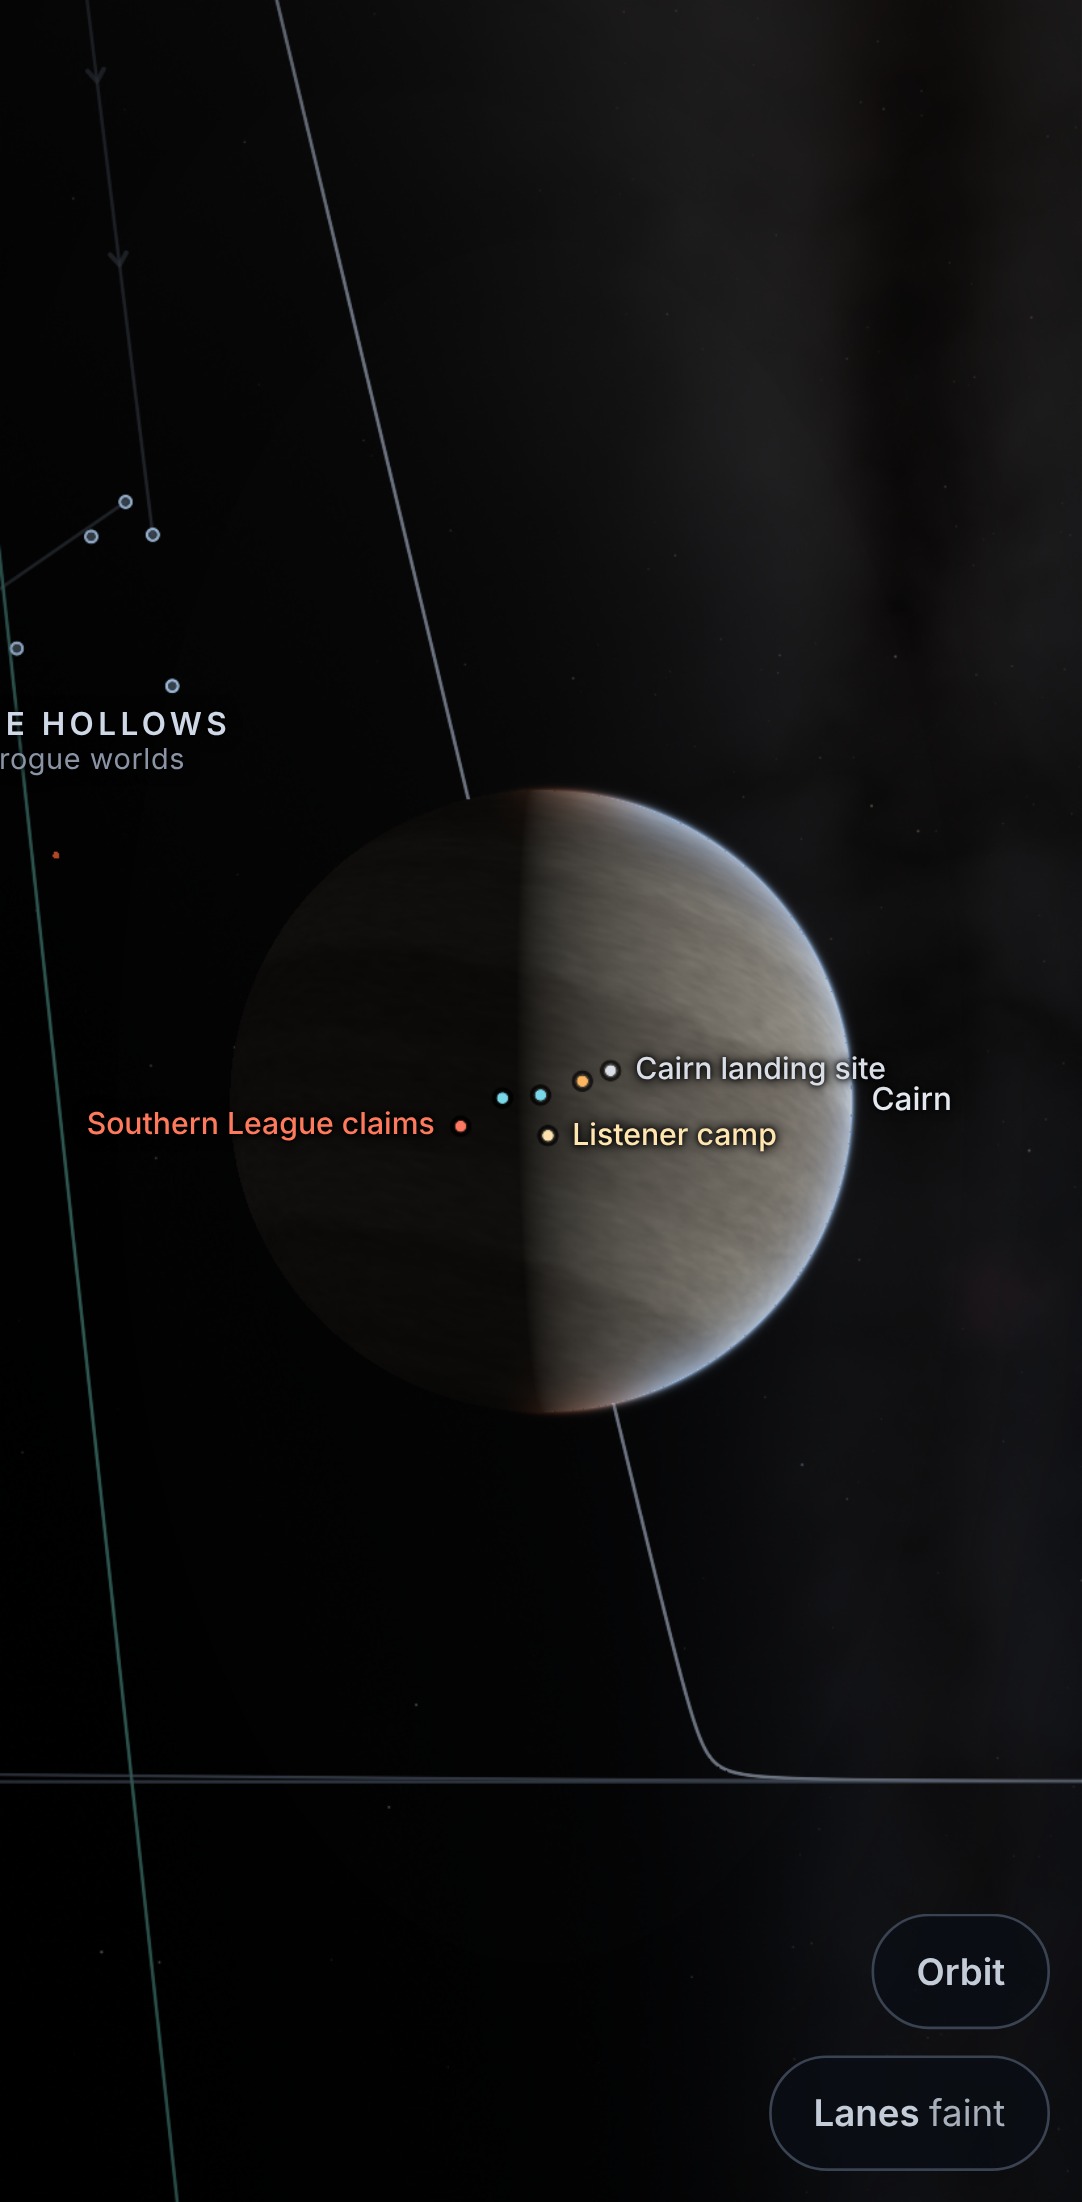 E HOLLOWS
rogue worlds
Cairn landing site
Cairn
Southern League claims
Listener camp
Orbit
Lanes faint